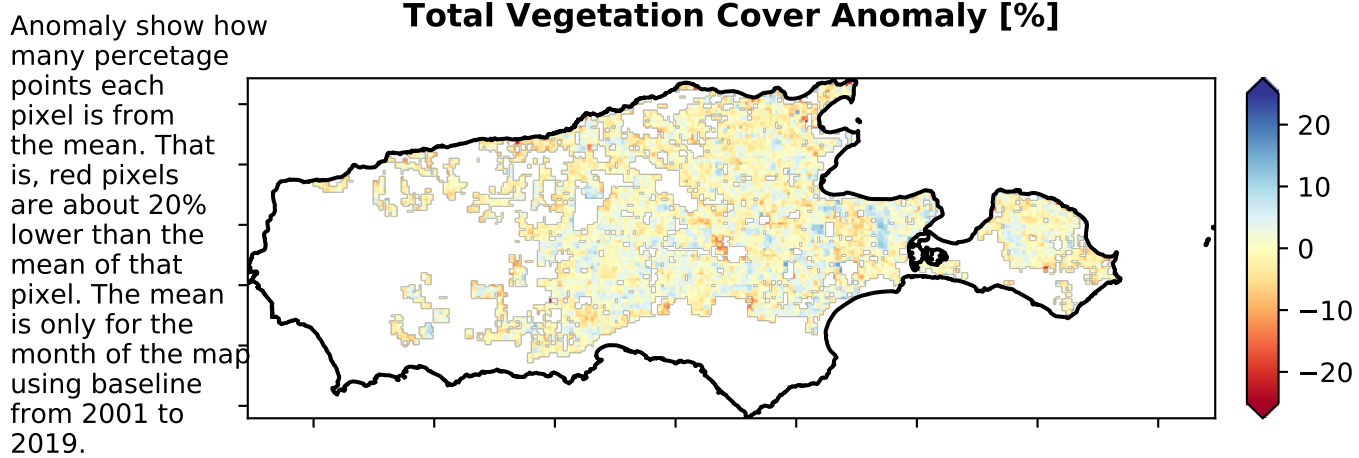 Total Vegetation Cover Anomaly [%]
Anomaly show how
many percetage
points each
pixel is from
the mean. That
is, red pixels
are about 20%
lower than the
mean of that
pixel. The mean
is only for the
month of the map
using baseline
from 2001 to
2019.
20
10
0
−10
−20